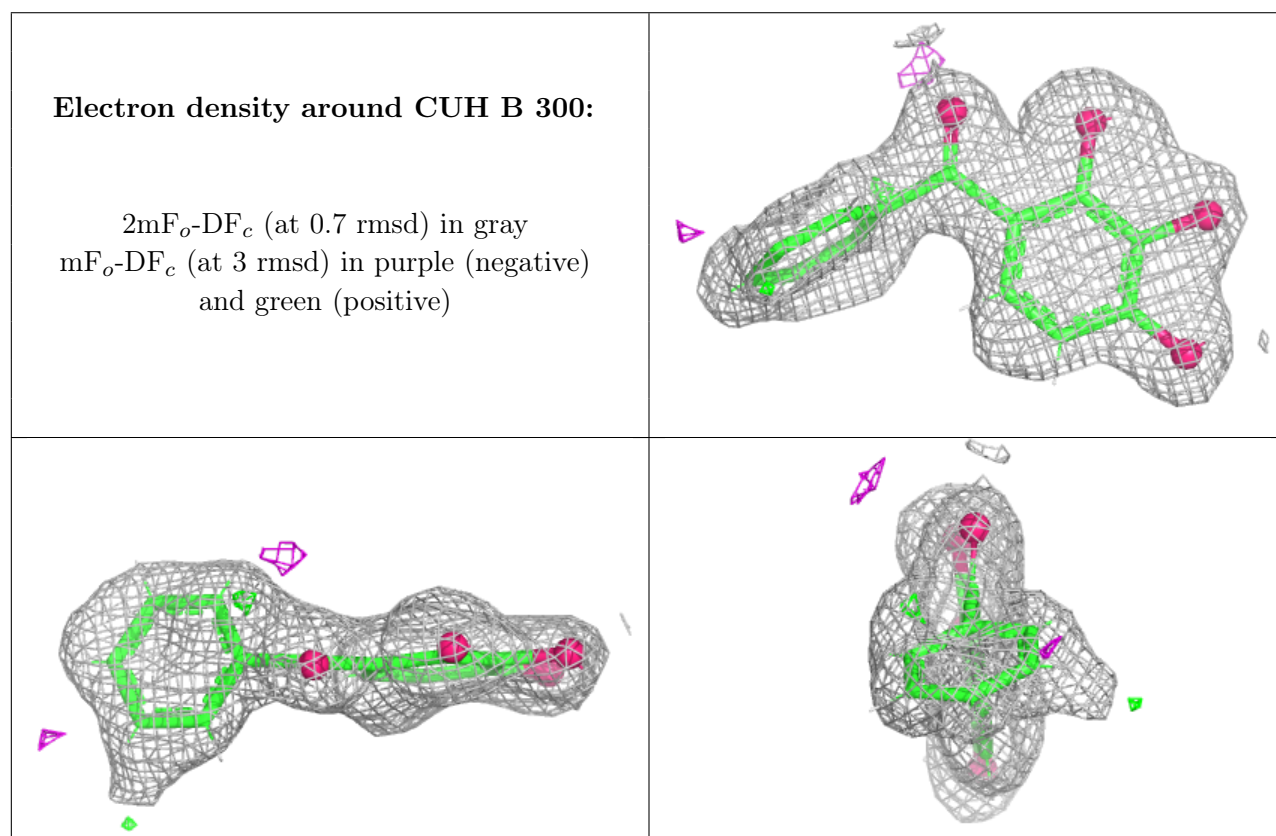 Electron density around CUH B 300:
2mFo-DFc (at 0.7 rmsd) in gray
mFo-DFc (at 3 rmsd) in purple (negative)
and green (positive)